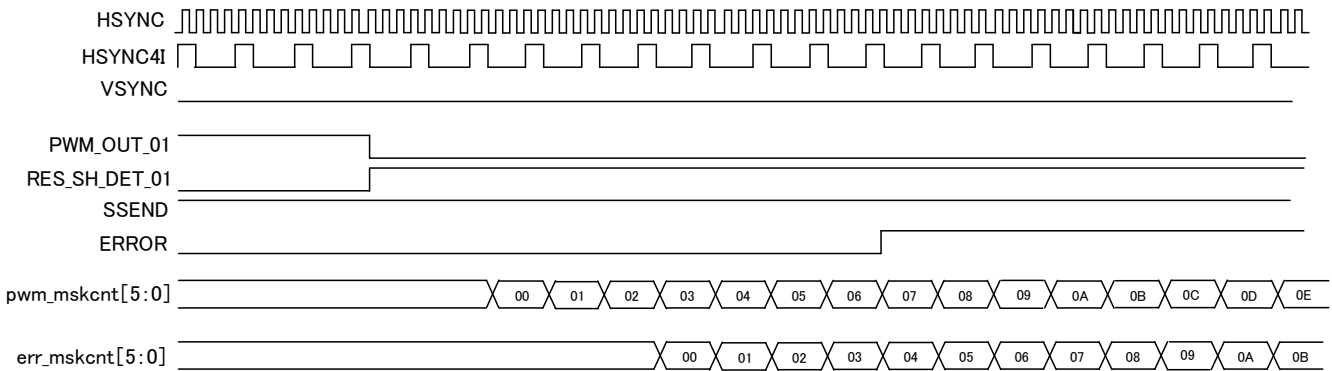 HSYNC
HSYNC4I
VSYNC
PWM_OUT_01
RES_SH_DET_01
SSEND
ERROR
pwm_mskcnt[5:0] 00 01 02 03 04 05 06 07 08 09 0A 0B 0C 0D 0E
err_mskcnt[5:0] 00 01 02 03 04 05 06 07 08 09 0A 0B